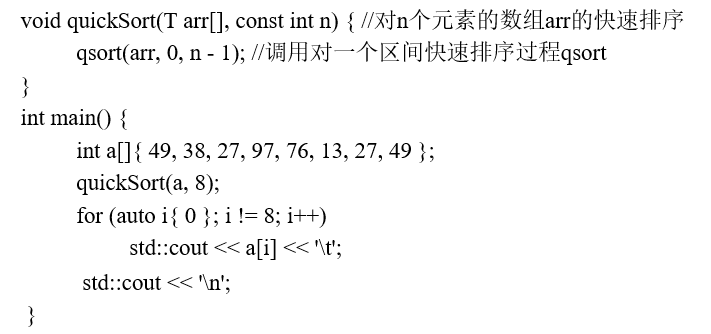 void quickSort(T arr[], const int n) { //对n个元素的数组arr的快速排序
qsort(arr, 0, n - 1); //调用对一个区间快速排序过程qsort
}
int main() {
int a[]{ 49, 38, 27, 97, 76, 13, 27, 49 };
quickSort(a, 8);
for (auto i{ 0 }; i != 8; i++)
std::cout << a[i] << '\t';
std::cout << '\n';
}